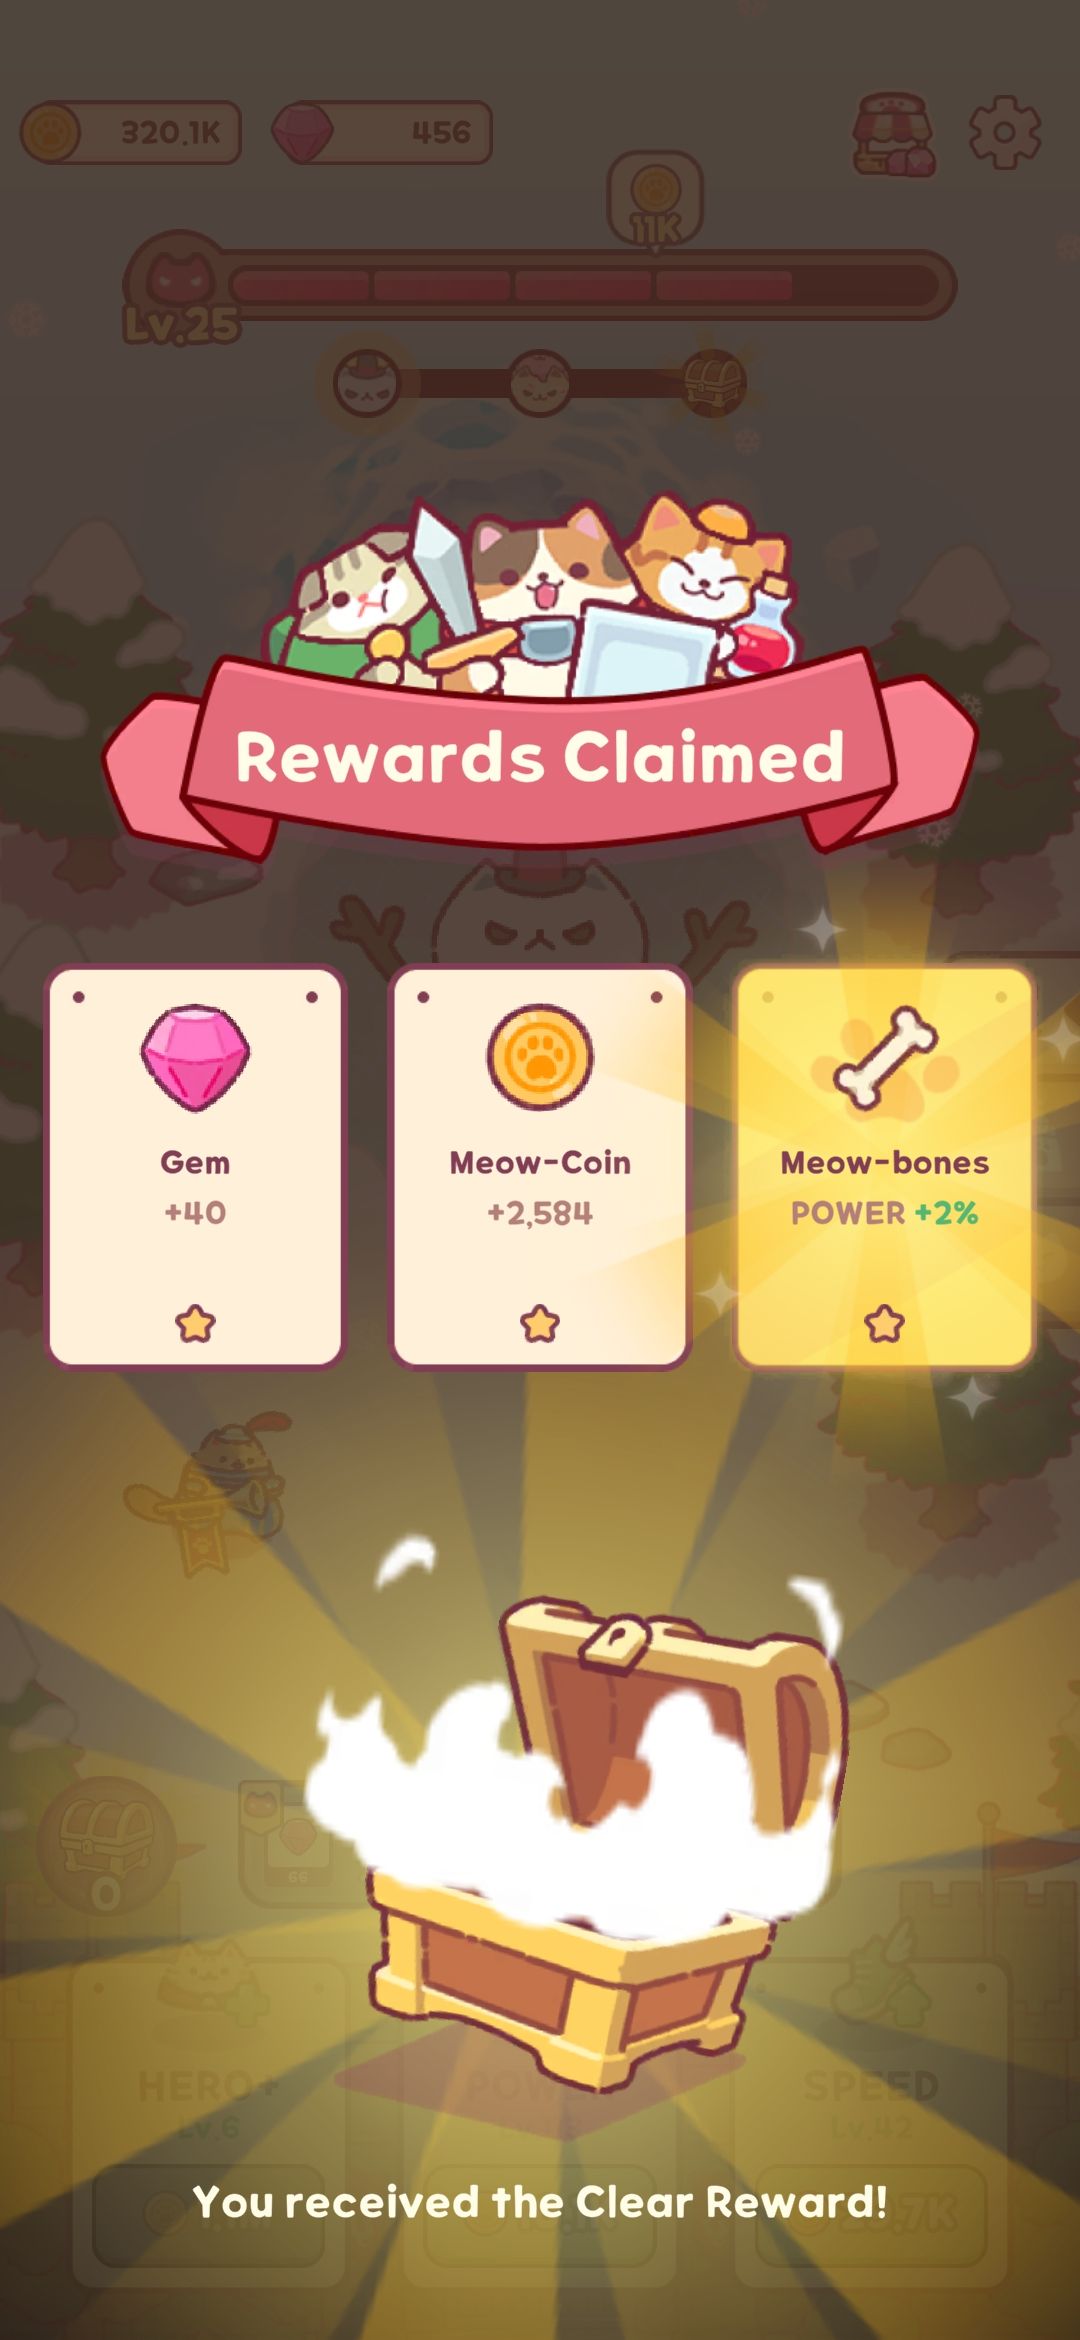 320.1K
456
11K
Lv.25
Rewards Claimed
Gem
Meow-Coin
Meow-bones
+40
+2,584
POWER +2%
66
0
HERO+
SPEED
Lv.6
Lv.42
You received the Clear Reward!